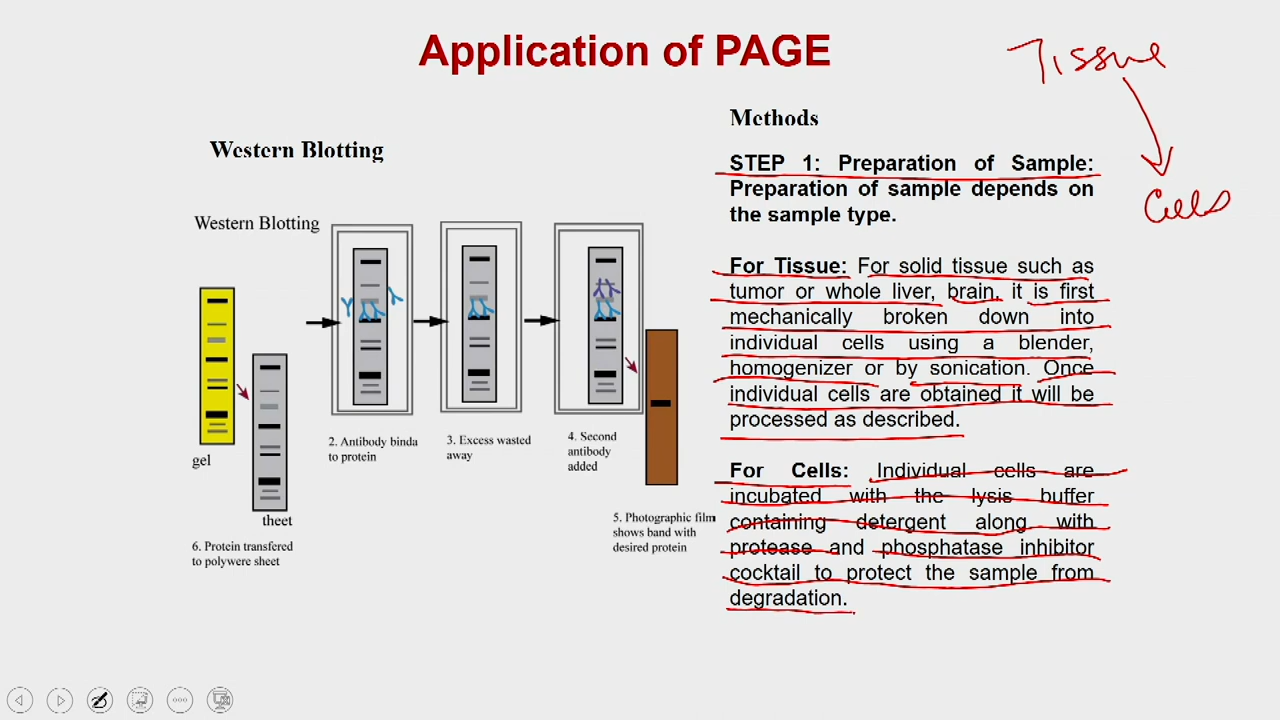 Application of PAGE
Tissue
Cells
Western Blotting
Western Blotting
gel
theet
6. Protein transfered
to polywere sheet
2. Antibody binda
to protein
3. Excess wasted
away
4. Second
antibody
added
5. Photographic film
shows band with
desired protein
Methods
STEP 1: Preparation of Sample:
Preparation of sample depends on
the sample type.
For Tissue: For solid tissue such as
tumor or whole liver, brain, it is first
mechanically broken down into
individual cells using a blender,
homogenizer or by sonication. Once
individual cells are obtained it will be
processed as described.
For Cells: Individual cells are
incubated with the lysis buffer
containing detergent along with
protease and phosphatase inhibitor
cocktail to protect the sample from
degradation.